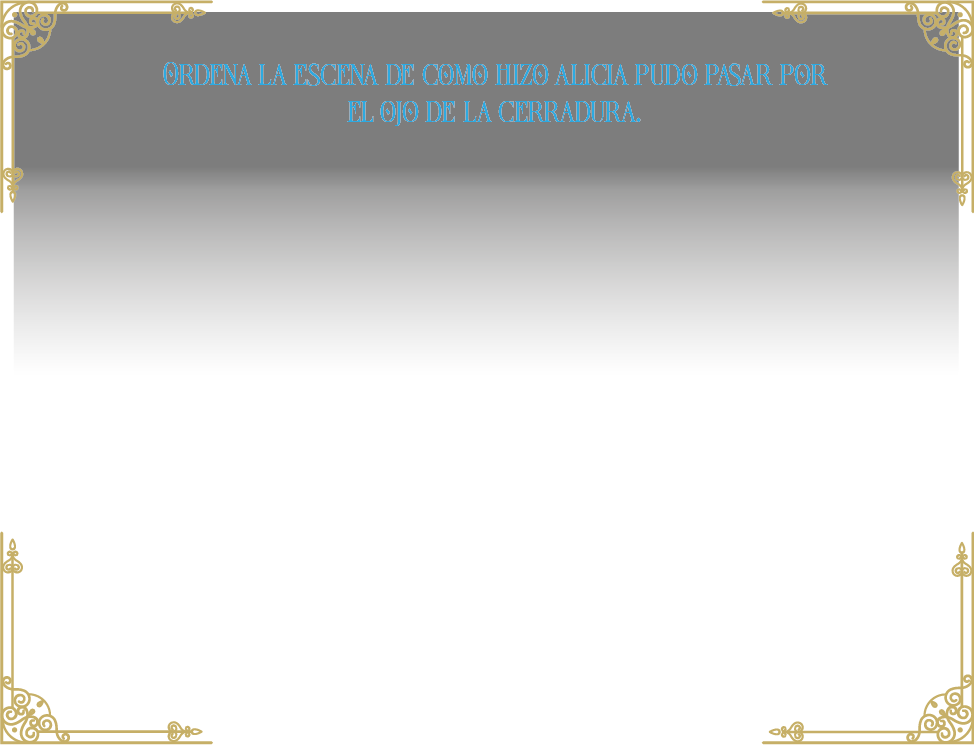 ORDENA LA ESCENA DE COMO HIZO ALICIA PUDO PASAR POR
EL OJO DE LA CERRADURA.